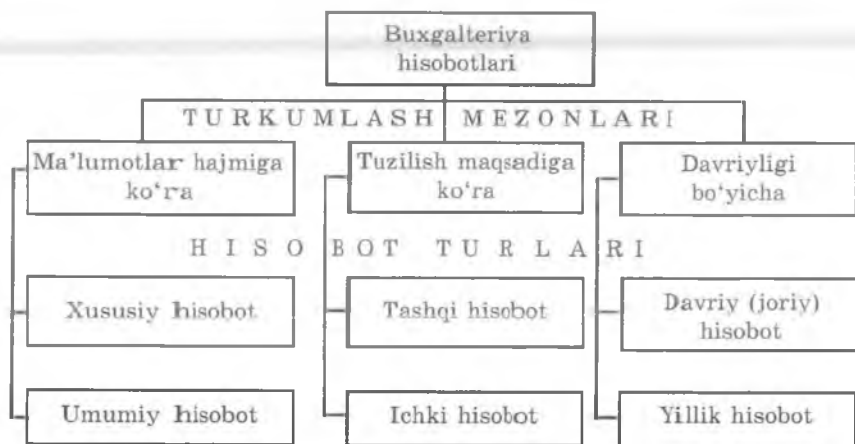 Buxgalteriva
hisobotlari
TURKUMLASH MEZONLARI
Ma'lumotlar hajmiga
ko'ra
Tuzilish maqsadiga
ko'ra
Davriyligi
bo'yicha
HISOBOT TURLARI
Xususiy hisobot
Tashqi hisobot
Davriy (joriy)
hisobot
Umumiy hisobot
Ichki hisobot
Yillik hisobot